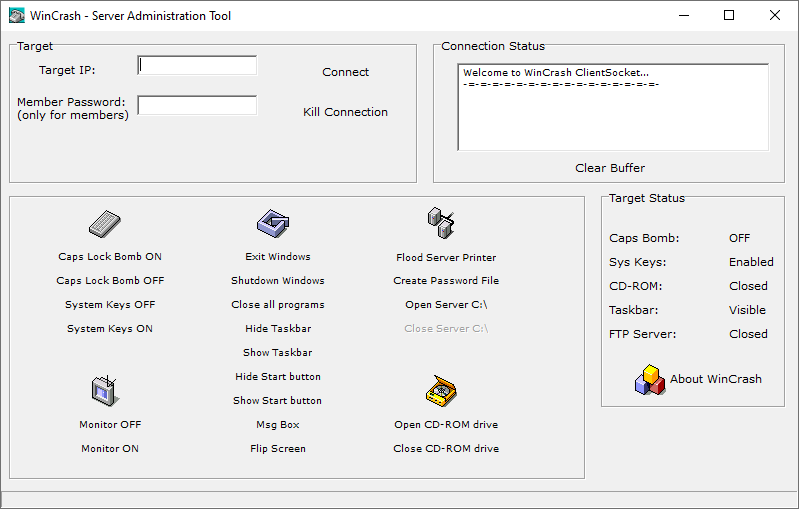 WinCrash - Server Administration Tool
Target
Target IP:
Connect
Member Password:
(only for members)
Kill Connection
Connection Status
Welcome to WinCrash ClientSocket...
-=-=-=-=-=-=-=-=-=-=-=-=-=-=-=-=-
Clear Buffer
Caps Lock Bomb ON
Caps Lock Bomb OFF
System Keys OFF
System Keys ON
Monitor OFF
Monitor ON
Exit Windows
Shutdown Windows
Close all programs
Hide Taskbar
Show Taskbar
Hide Start button
Show Start button
Msg Box
Flip Screen
Flood Server Printer
Create Password File
Open Server C:\
Close Server C:\
Open CD-ROM drive
Close CD-ROM drive
Target Status
Caps Bomb: OFF
Sys Keys: Enabled
CD-ROM: Closed
Taskbar: Visible
FTP Server: Closed
About WinCrash